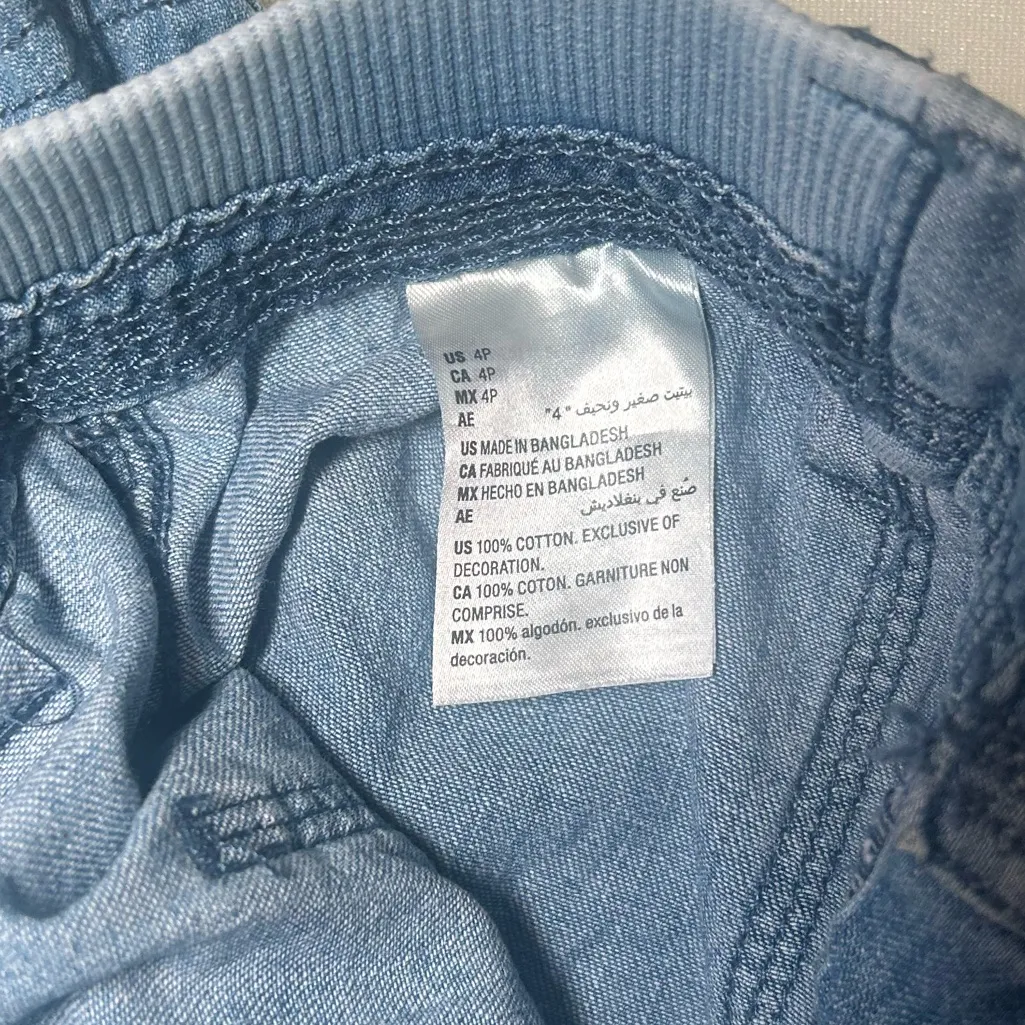 US 4P
CA 4P
MX 4P
AE بيتيت صغير ونحيف "4"
US MADE IN BANGLADESH
CA FABRIQUÉ AU BANGLADESH
MX HECHO EN BANGLADESH
AE صُنع في بنغلاديش
US 100% COTTON. EXCLUSIVE OF
DECORATION.
CA 100% COTON. GARNITURE NON
COMPRISE.
MX 100% algodón. exclusivo de la
decoración.